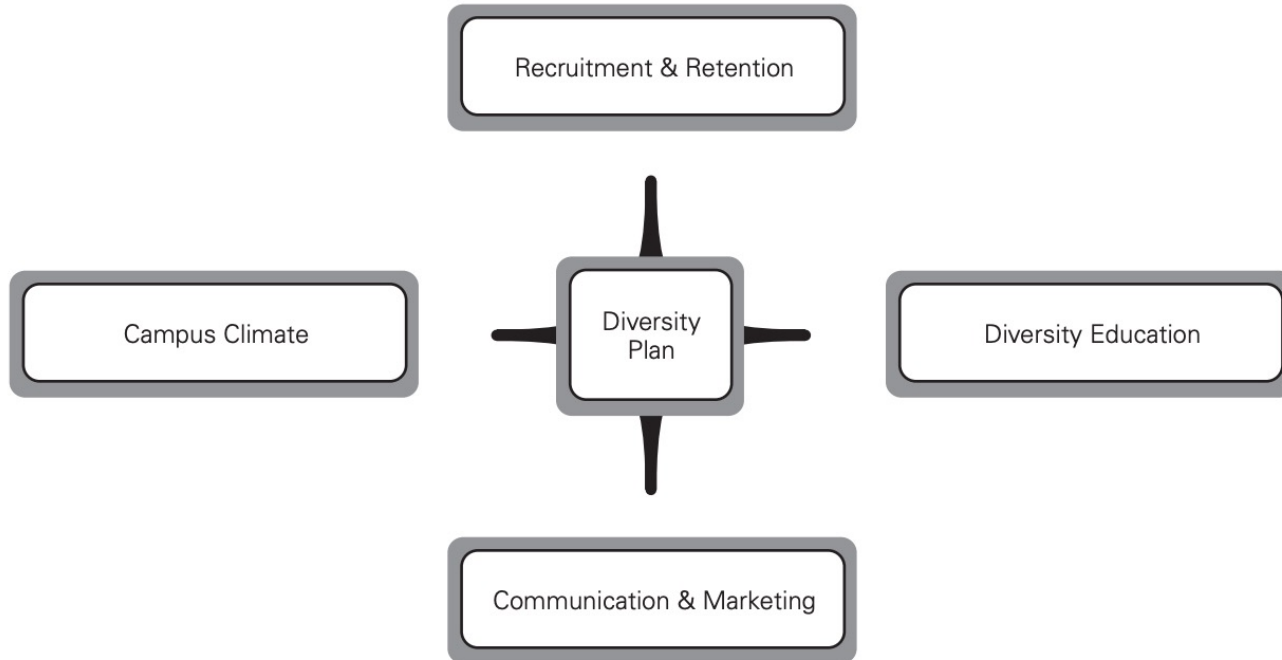 Recruitment & Retention
Campus Climate
Diversity
Plan
Diversity Education
Communication & Marketing